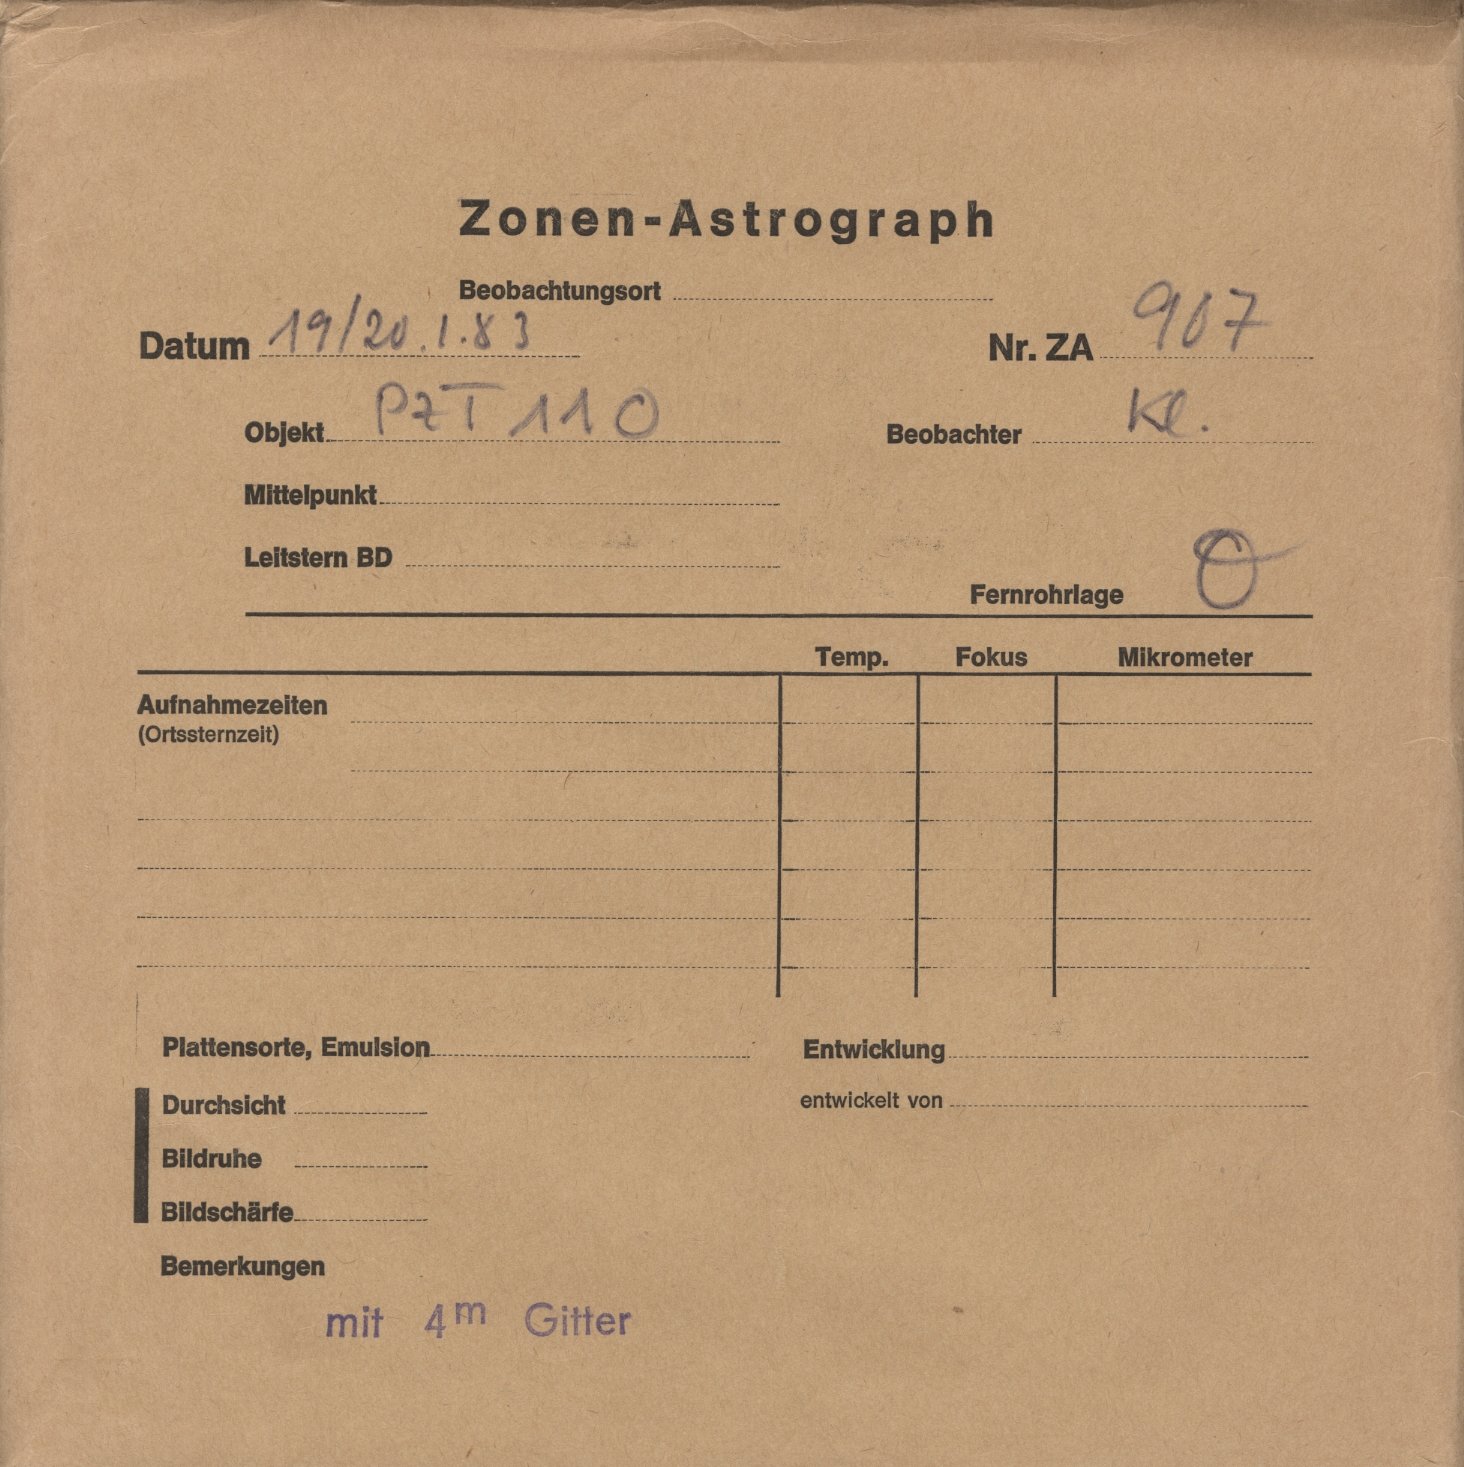 Zonen-Astrograph
Beobachtungsort
Datum 19/20.1.83
Nr. ZA 907
Objekt PZT 110
Beobachter Kl.
Mittelpunkt
Leitstern BD
Fernrohrlage O
Temp. Fokus Mikrometer
Aufnahmezeiten
(Ortssternzeit)
Plattensorte, Emulsion
Entwicklung
Durchsicht
entwickelt von
Bildruhe
Bildschärfe
Bemerkungen
mit 4m Gitter